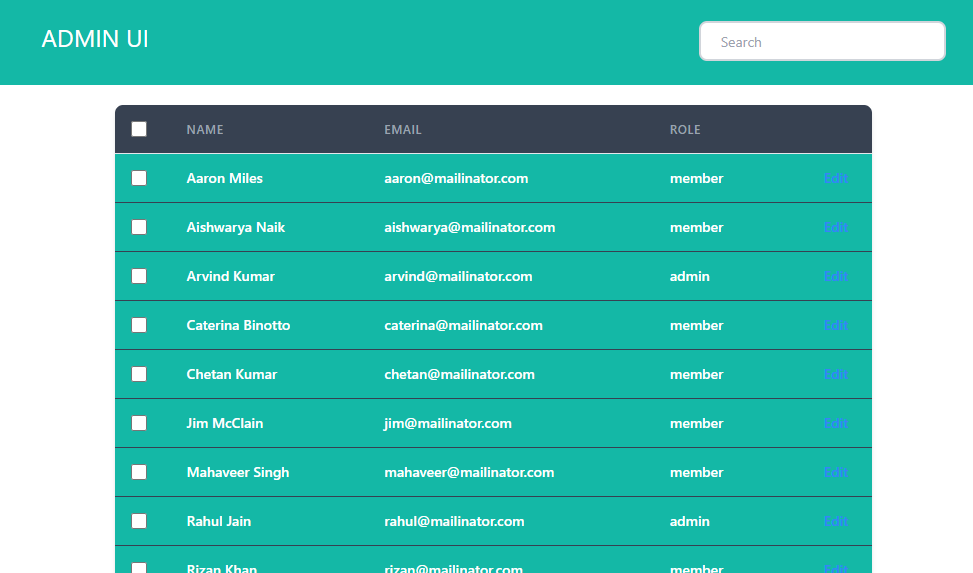 ADMIN UI
Search
NAME EMAIL ROLE
Aaron Miles aaron@mailinator.com member Edit
Aishwarya Naik aishwarya@mailinator.com member Edit
Arvind Kumar arvind@mailinator.com admin Edit
Caterina Binotto caterina@mailinator.com member Edit
Chetan Kumar chetan@mailinator.com member Edit
Jim McClain jim@mailinator.com member Edit
Mahaveer Singh mahaveer@mailinator.com member Edit
Rahul Jain rahul@mailinator.com admin Edit
Rizan Khan rizan@mailinator.com member Edit